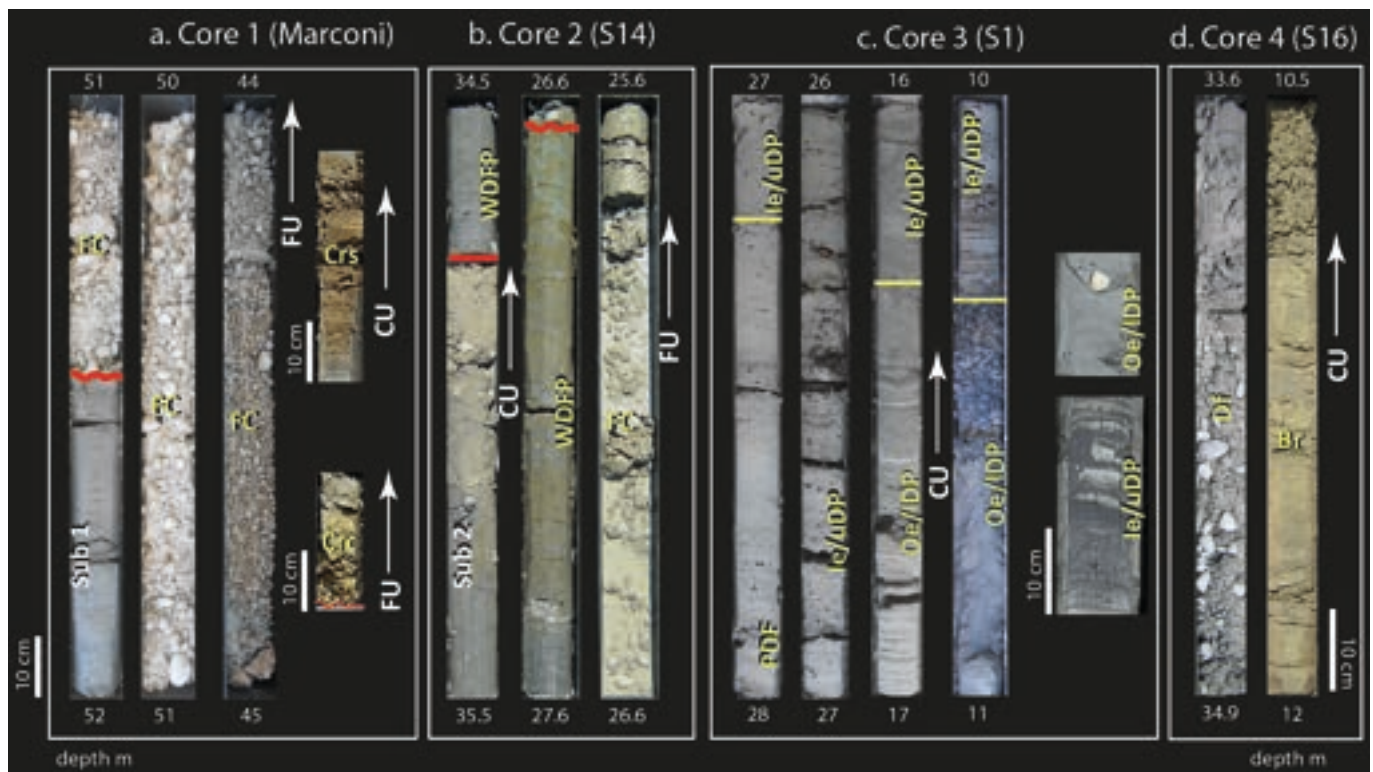 a. Core 1 (Marconi)
51
50
44
FC
Sub 1
52
FC
51
FC
45
FU
Crs
CU
10 cm
Crc
FU
10 cm
10 cm
depth m
b. Core 2 (S14)
34.5
26.6
25.6
WDFP
CU
Sub 2
35.5
WDFP
27.6
FC
FU
26.6
c. Core 3 (S1)
27
26
16
10
Ie/uDP
PDF
28
Ie/uDP
27
Ie/uDP
Oe/lDP
17
CU
Ie/uDP
Oe/lDP
11
Oe/lDP
Ie/uDP
10 cm
d. Core 4 (S16)
33.6
10.5
Df
34.9
Br
12
CU
10 cm
depth m